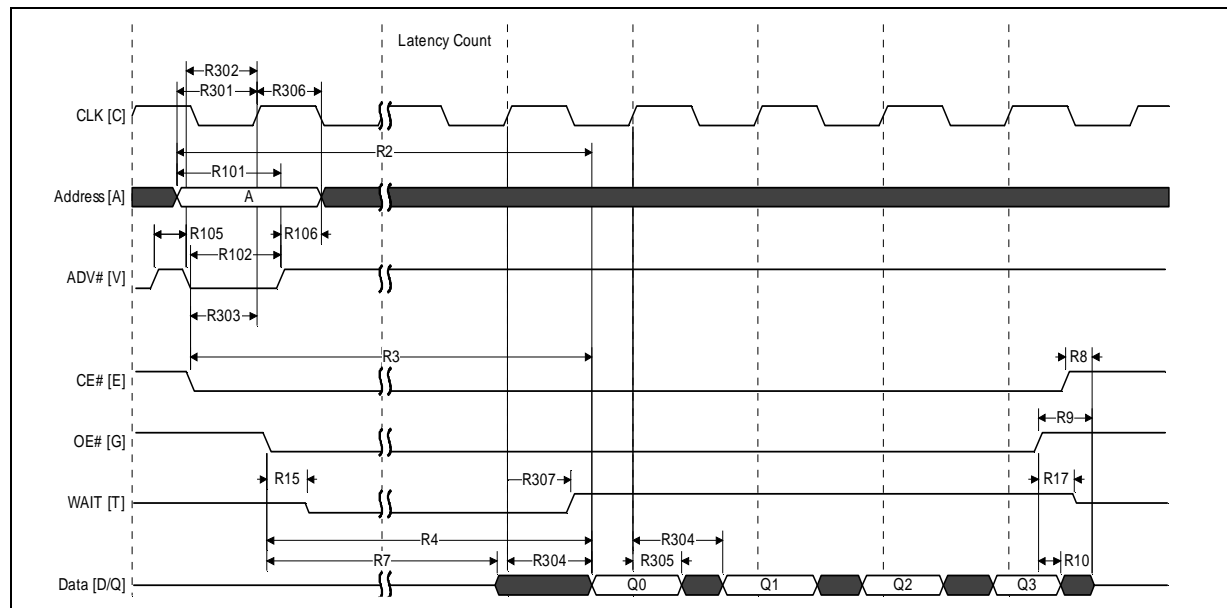 Latency Count
R302
R301 R306
CLK [C]
R2
R101
Address [A] A
R105 R106
R102
ADV# [V]
R303
R3 R8
CE# [E]
R9
OE# [G]
R15 R307 R17
WAIT [T]
R4 R304
R7 R304 R305 R10
Data [D/Q] Q0 Q1 Q2 Q3